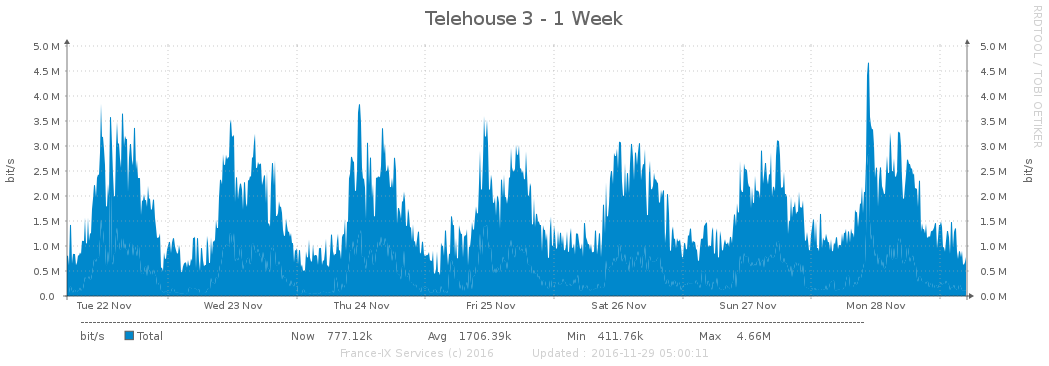 Telehouse 3 - 1 Week
RRDTOOL / TOBI OETIKER
bit/s
bit/s
5.0 M 5.0 M
4.5 M 4.5 M
4.0 M 4.0 M
3.5 M 3.5 M
3.0 M 3.0 M
2.5 M 2.5 M
2.0 M 2.0 M
1.5 M 1.5 M
1.0 M 1.0 M
0.5 M 0.5 M
0.0 0.0 M
Tue 22 Nov Wed 23 Nov Thu 24 Nov Fri 25 Nov Sat 26 Nov Sun 27 Nov Mon 28 Nov
bit/s Total Now 777.12k Avg 1706.39k Min 411.76k Max 4.66M
France-IX Services (c) 2016 Updated : 2016-11-29 05:00:11